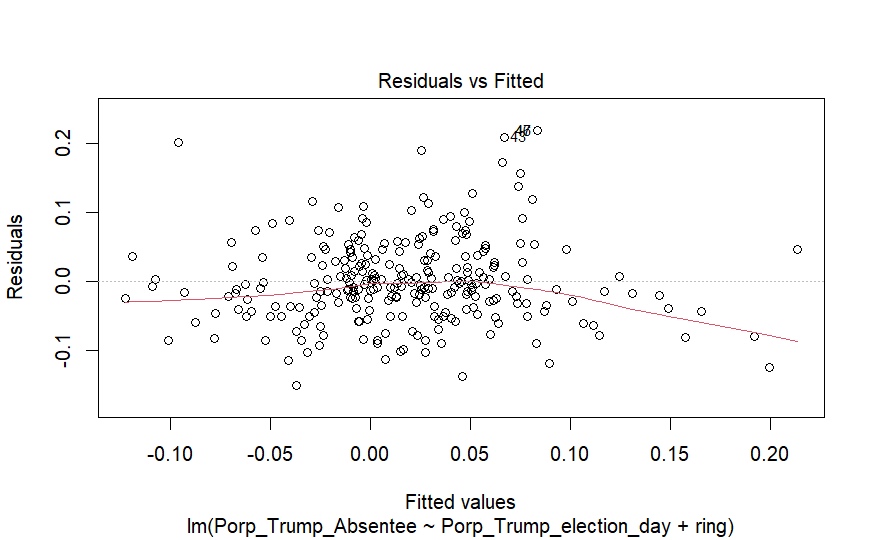 Residuals vs Fitted
Residuals
0.2
0.1
0.0
-0.1
43
-0.10 -0.05 0.00 0.05 0.10 0.15 0.20
Fitted values
lm(Porp_Trump_Absentee ~ Porp_Trump_election_day + ring)